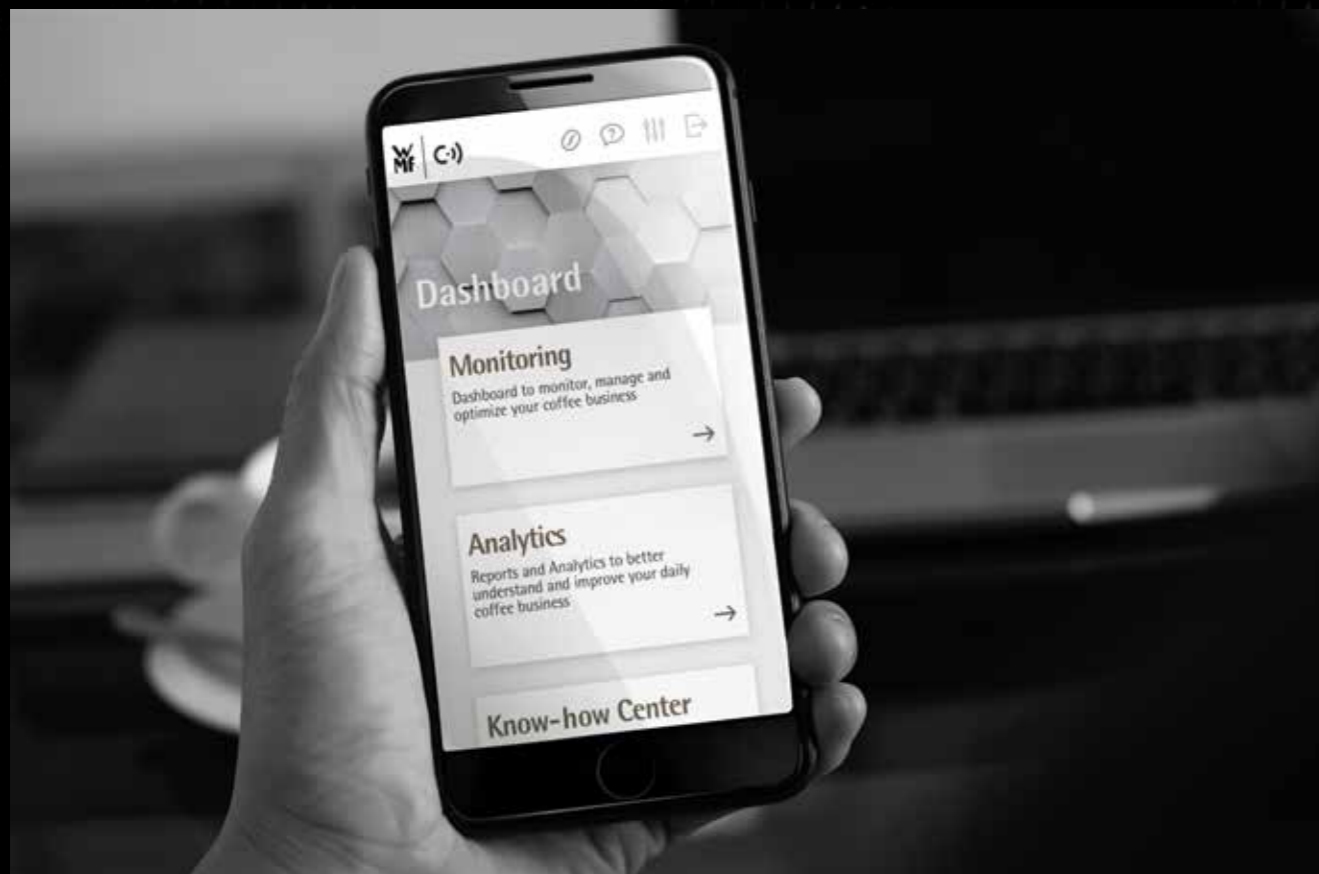 WMF
Dashboard
Monitoring
Dashboard to monitor, manage and
optimize your coffee business
Analytics
Reports and Analytics to better
understand and improve your daily
coffee business
Know-how Center